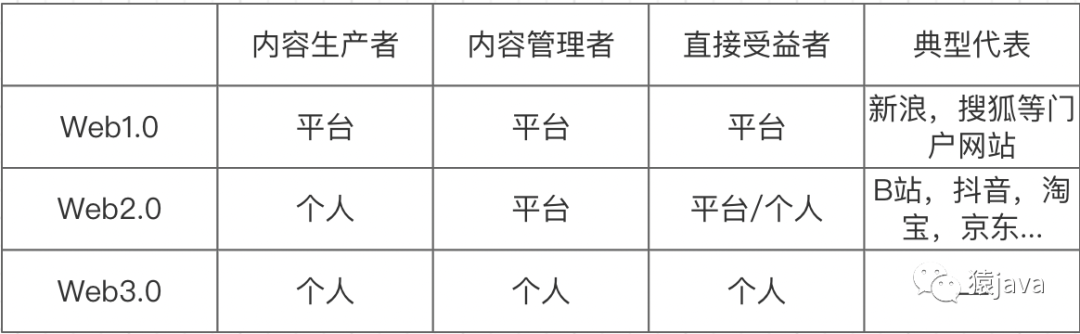 内容生产者 内容管理者 直接受益者 典型代表
Web1.0 平台 平台 平台 新浪，搜狐等门
户网站
Web2.0 个人 平台 平台/个人 B站，抖音，淘
宝，京东...
Web3.0 个人 个人 个人 —
猿java